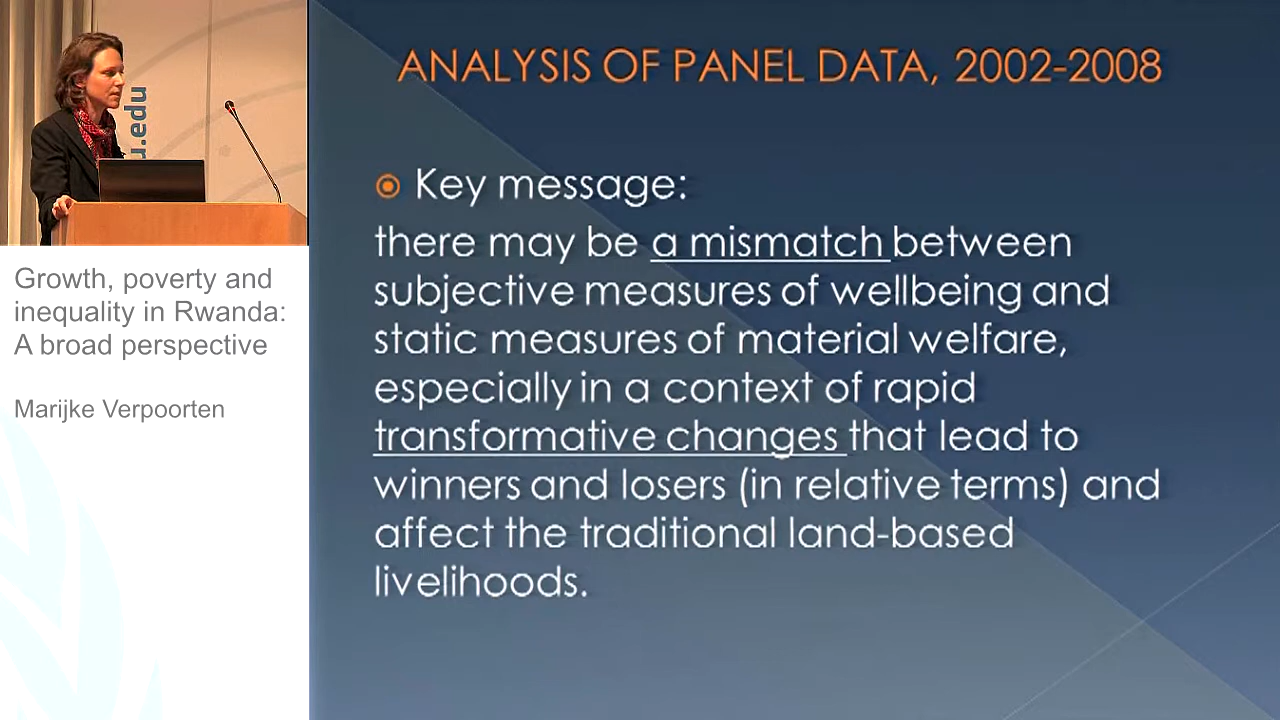 u.edu
Growth, poverty and
inequality in Rwanda:
A broad perspective
Marijke Verpoorten
ANALYSIS OF PANEL DATA, 2002-2008
Key message:
there may be a mismatch between
subjective measures of wellbeing and
static measures of material welfare,
especially in a context of rapid
transformative changes that lead to
winners and losers (in relative terms) and
affect the traditional land-based
livelihoods.